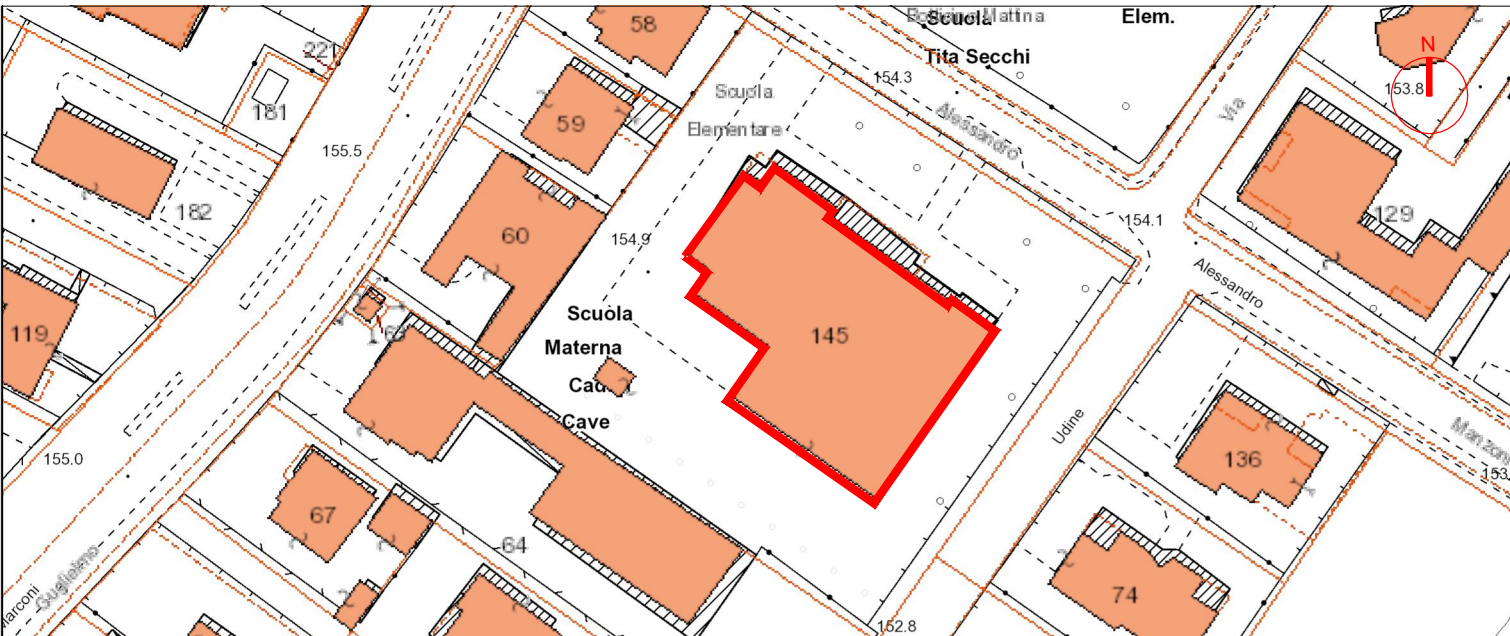 58
Scuola
Elem.
Tita Secchi
N
221
154.3
153.8
Scuola
181
59
Elementare
Alessandro
Via
155.5
182
60
154.9
154.1
129
Alessandro
119
Scuola
145
Materna
Cave
Udine
155.0
136
Manzoni
153.
67
64
Guglielmo
Marconi
74
152.8